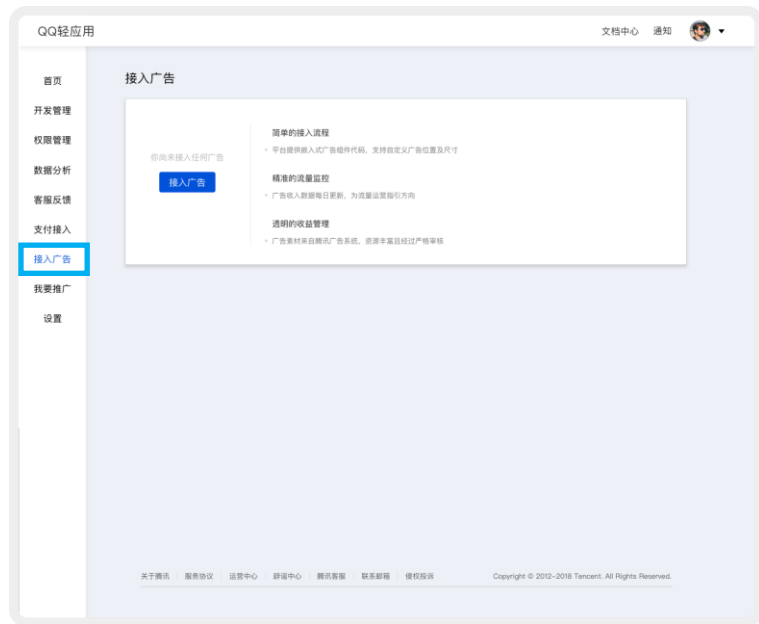 QQ轻应用
文档中心 通知
首页
开发管理
权限管理
数据分析
客服反馈
支付接入
接入广告
我要推广
设置
接入广告
你尚未接入任何广告
接入广告
简单的接入流程
平台提供嵌入式广告组件代码，支持自定义广告位置及尺寸
精准的流量监控
广告收入数据每日更新，为流量运营指引方向
透明的收益管理
广告素材来自腾讯广告系统，资源丰富且经过严格审核
关于腾讯 服务协议 运营中心 辟谣中心 腾讯客服 联系邮箱 侵权投诉 Copyright © 2012-2018 Tencent. All Rights Reserved.